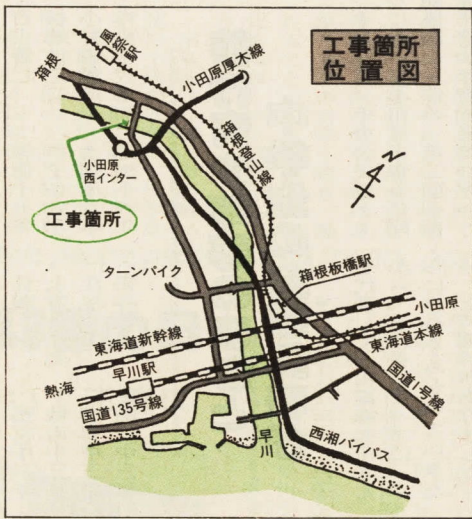 工事箇所
位置図
風祭駅
箱根
小田原厚木線
箱根登山線
N
小田原
西インター
工事箇所
ターンパイク
箱根板橋駅
小田原
東海道新幹線
東海道本線
早川駅
熱海
国道1号線
国道135号線
早川
西湘バイパス